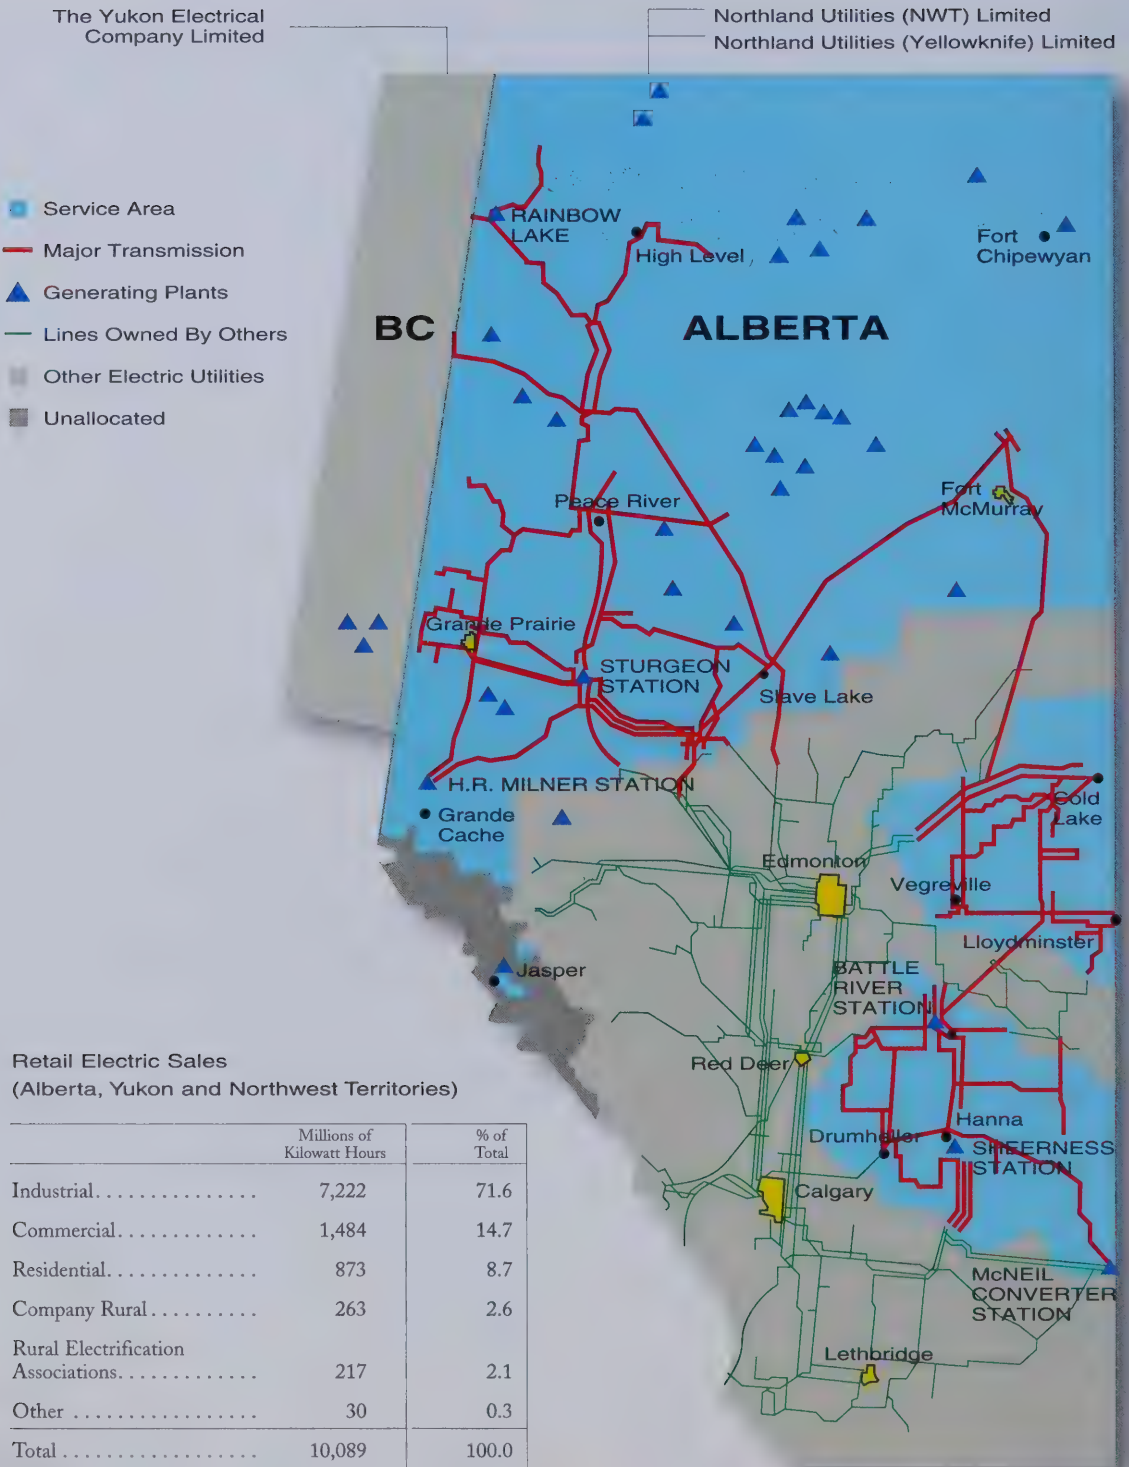 The Yukon Electrical
Company Limited
Northland Utilities (NWT) Limited
Northland Utilities (Yellowknife) Limited
Service Area
Major Transmission
Generating Plants
Lines Owned By Others
Other Electric Utilities
Unallocated
RAINBOW
LAKE
High Level
Fort
Chipewyan
BC
ALBERTA
Peace River
Fort
McMurray
Grande Prairie
STURGEON
STATION
Slave Lake
H.R. MILNER STATION
Grande
Cache
Cold
Lake
Edmonton
Vegreville
Lloydminster
Jasper
BATTLE
RIVER
STATION
Red Deer
Hanna
Drumheller
SHEERNESS
STATION
Calgary
McNEIL
CONVERTER
STATION
Lethbridge
Retail Electric Sales
(Alberta, Yukon and Northwest Territories)
Millions of % of
Kilowatt Hours Total
Industrial............... 7,222 71.6
Commercial............. 1,484 14.7
Residential.............. 873 8.7
Company Rural.......... 263 2.6
Rural Electrification
Associations............. 217 2.1
Other ................. 30 0.3
Total .................. 10,089 100.0